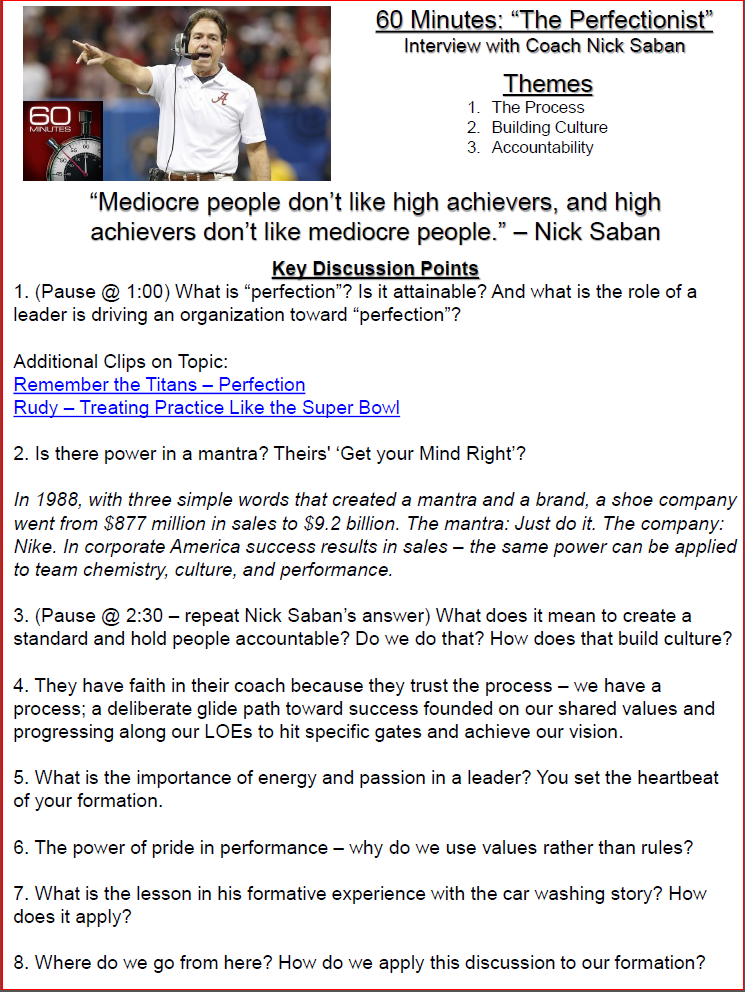 60 Minutes: “The Perfectionist”
Interview with Coach Nick Saban
Themes
1. The Process
2. Building Culture
3. Accountability
60
MINUTES
60
A
“Mediocre people don’t like high achievers, and high
achievers don’t like mediocre people.” – Nick Saban
Key Discussion Points
1. (Pause @ 1:00) What is “perfection”? Is it attainable? And what is the role of a
leader is driving an organization toward “perfection”?
Additional Clips on Topic:
Remember the Titans – Perfection
Rudy – Treating Practice Like the Super Bowl
2. Is there power in a mantra? Theirs' ‘Get your Mind Right’?
In 1988, with three simple words that created a mantra and a brand, a shoe company
went from $877 million in sales to $9.2 billion. The mantra: Just do it. The company:
Nike. In corporate America success results in sales – the same power can be applied
to team chemistry, culture, and performance.
3. (Pause @ 2:30 – repeat Nick Saban’s answer) What does it mean to create a
standard and hold people accountable? Do we do that? How does that build culture?
4. They have faith in their coach because they trust the process – we have a
process; a deliberate glide path toward success founded on our shared values and
progressing along our LOEs to hit specific gates and achieve our vision.
5. What is the importance of energy and passion in a leader? You set the heartbeat
of your formation.
6. The power of pride in performance – why do we use values rather than rules?
7. What is the lesson in his formative experience with the car washing story? How
does it apply?
8. Where do we go from here? How do we apply this discussion to our formation?